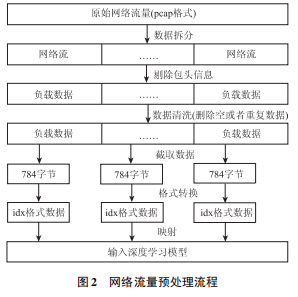 原始网络流量(pcap格式)
数据拆分
网络流 …… 网络流
剔除包头信息
负载数据 …… 负载数据
数据清洗(删除空或者重复数据)
负载数据 …… 负载数据
截取数据
784字节 784字节 784字节
格式转换
idx格式数据 idx格式数据 idx格式数据
映射
输入深度学习模型
图2 网络流量预处理流程